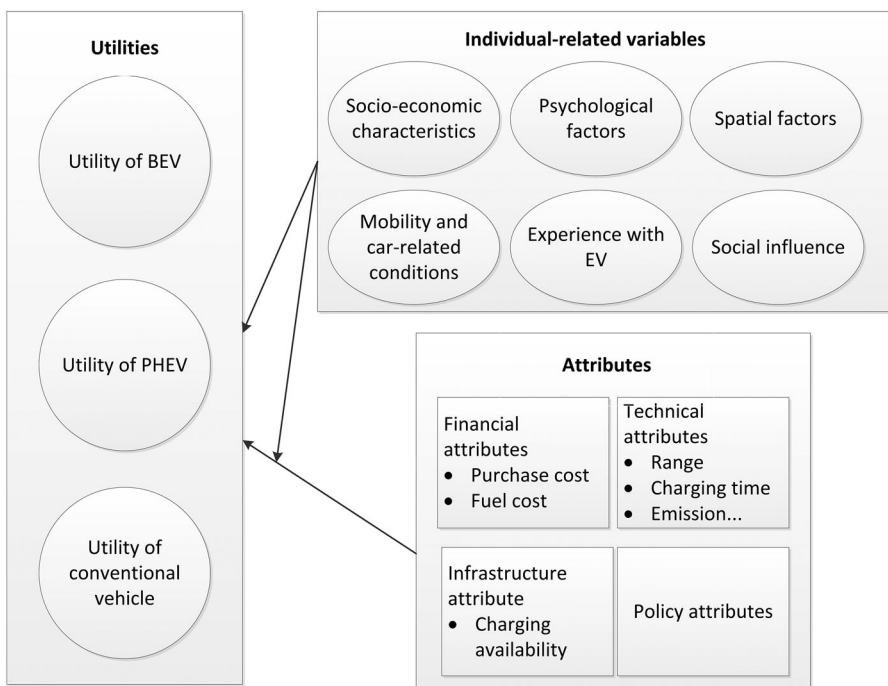 Utilities
Utility of BEV
Utility of PHEV
Utility of
conventional
vehicle
Individual-related variables
Socio-economic
characteristics
Psychological
factors
Spatial factors
Mobility and
car-related
conditions
Experience with
EV
Social influence
Attributes
Financial
attributes
• Purchase cost
• Fuel cost
Technical
attributes
• Range
• Charging time
• Emission...
Infrastructure
attribute
• Charging
availability
Policy attributes